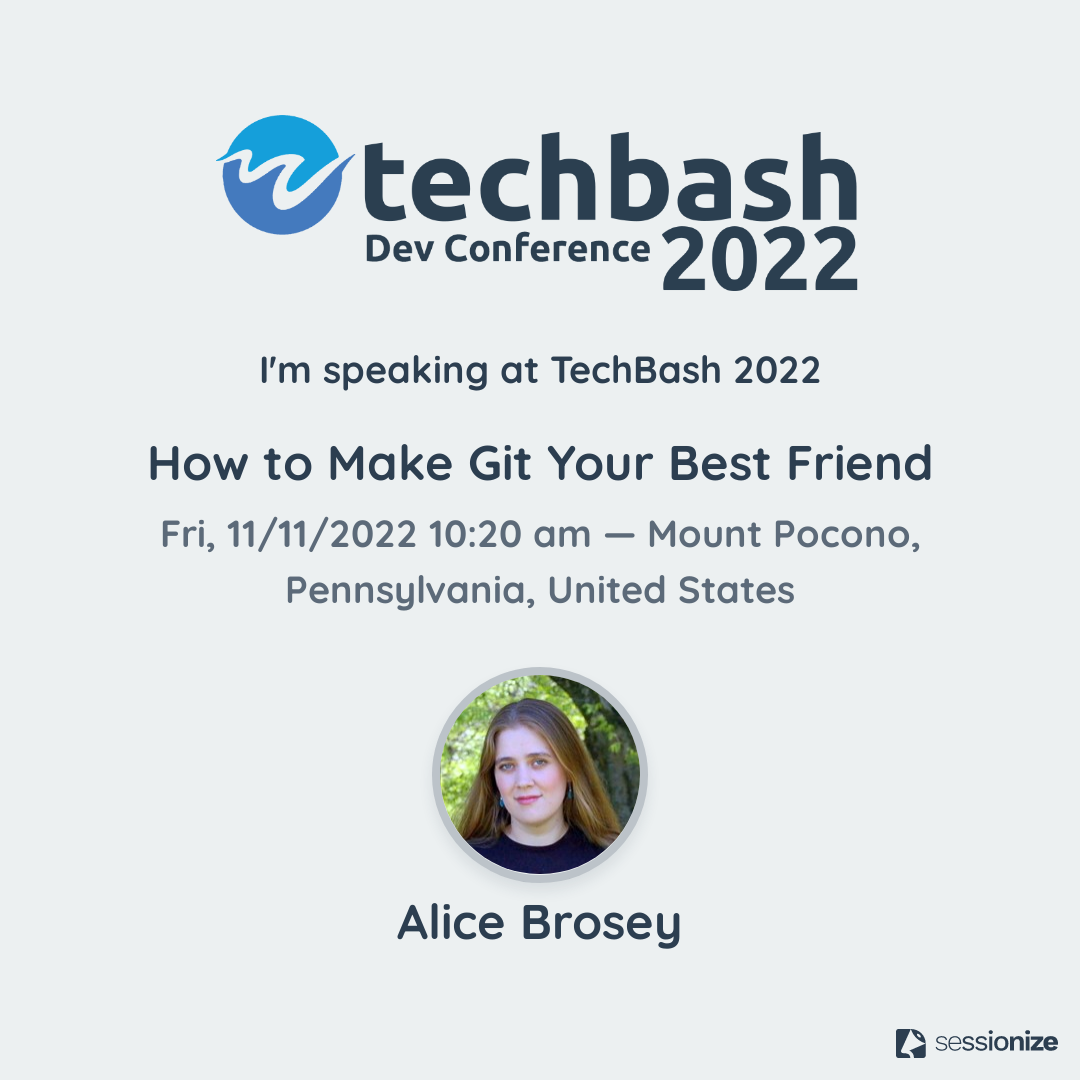 techbash
Dev Conference 2022
I'm speaking at TechBash 2022
How to Make Git Your Best Friend
Fri, 11/11/2022 10:20 am — Mount Pocono,
Pennsylvania, United States
Alice Brosey
sessionize